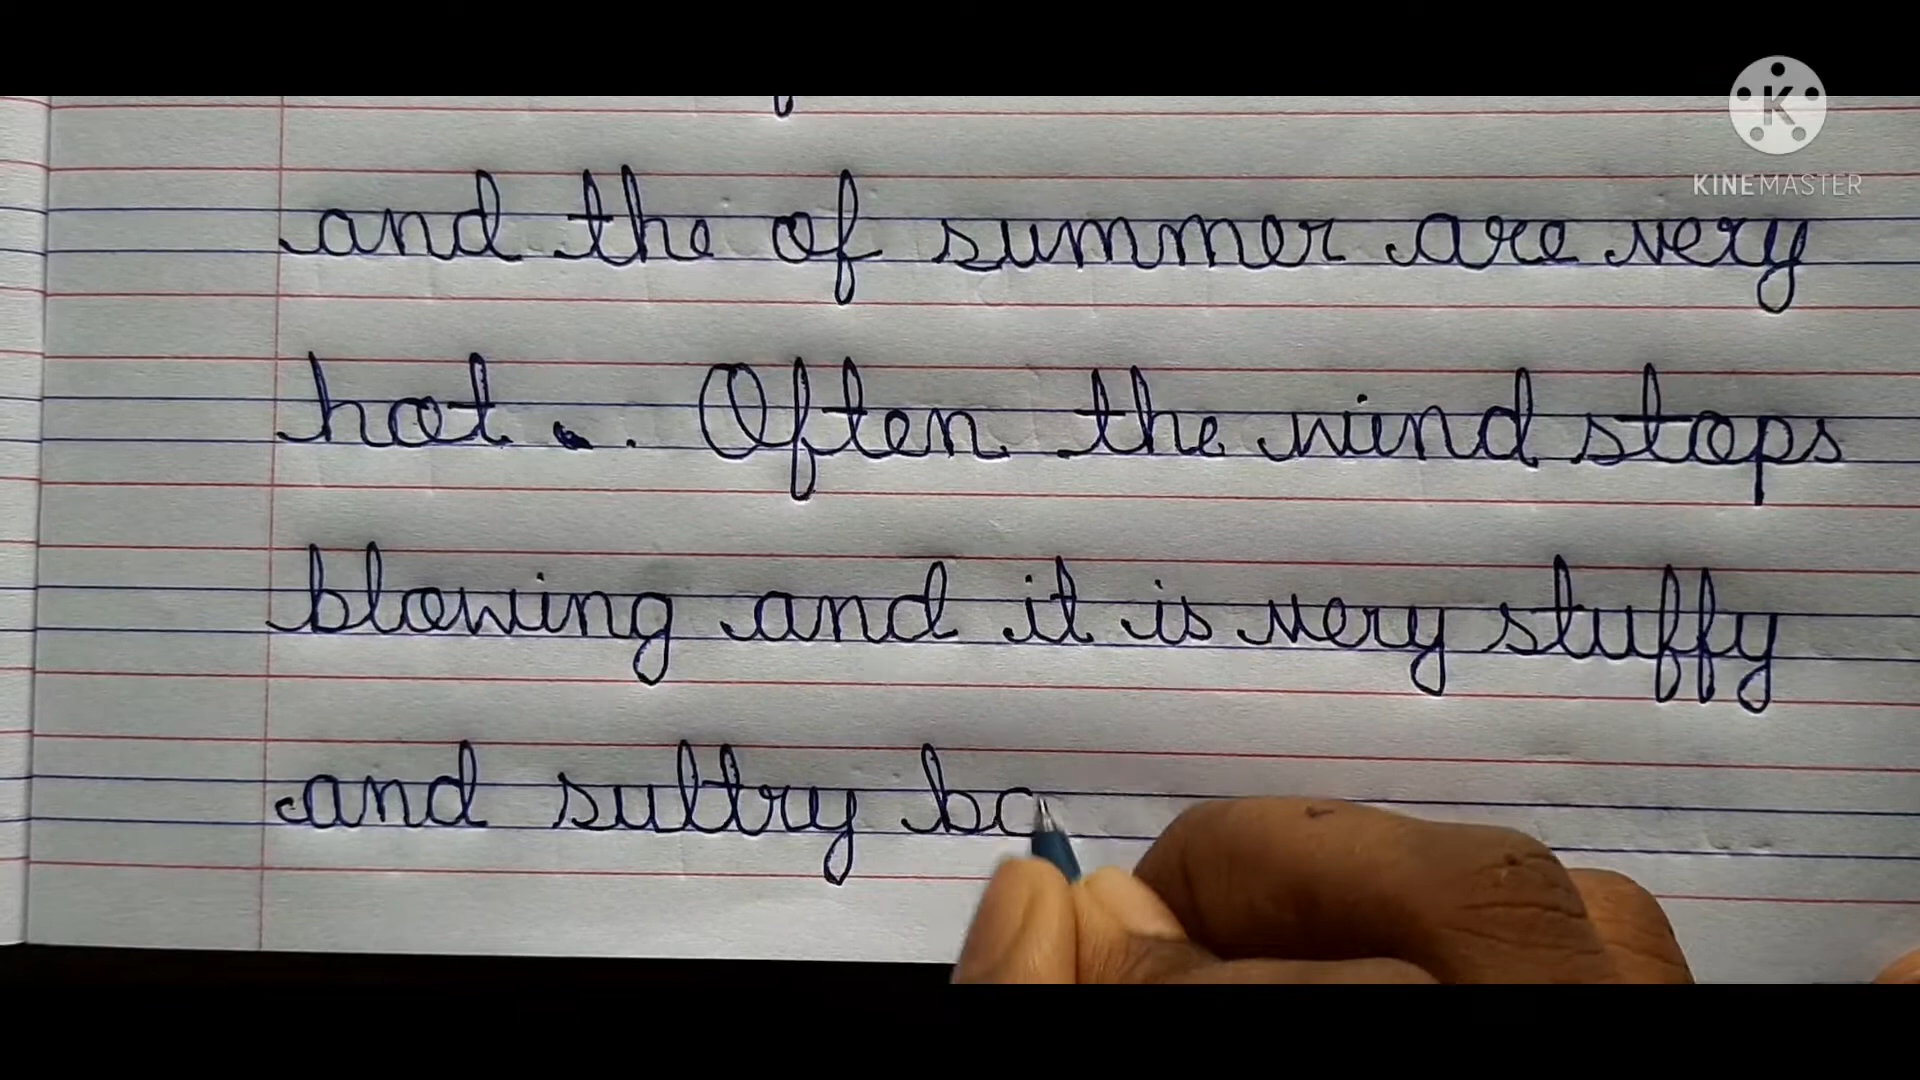 KINEMASTER
and the of summer are very
hot. . Often the wind stops
blowing and it is very stuffy
and sultry bo